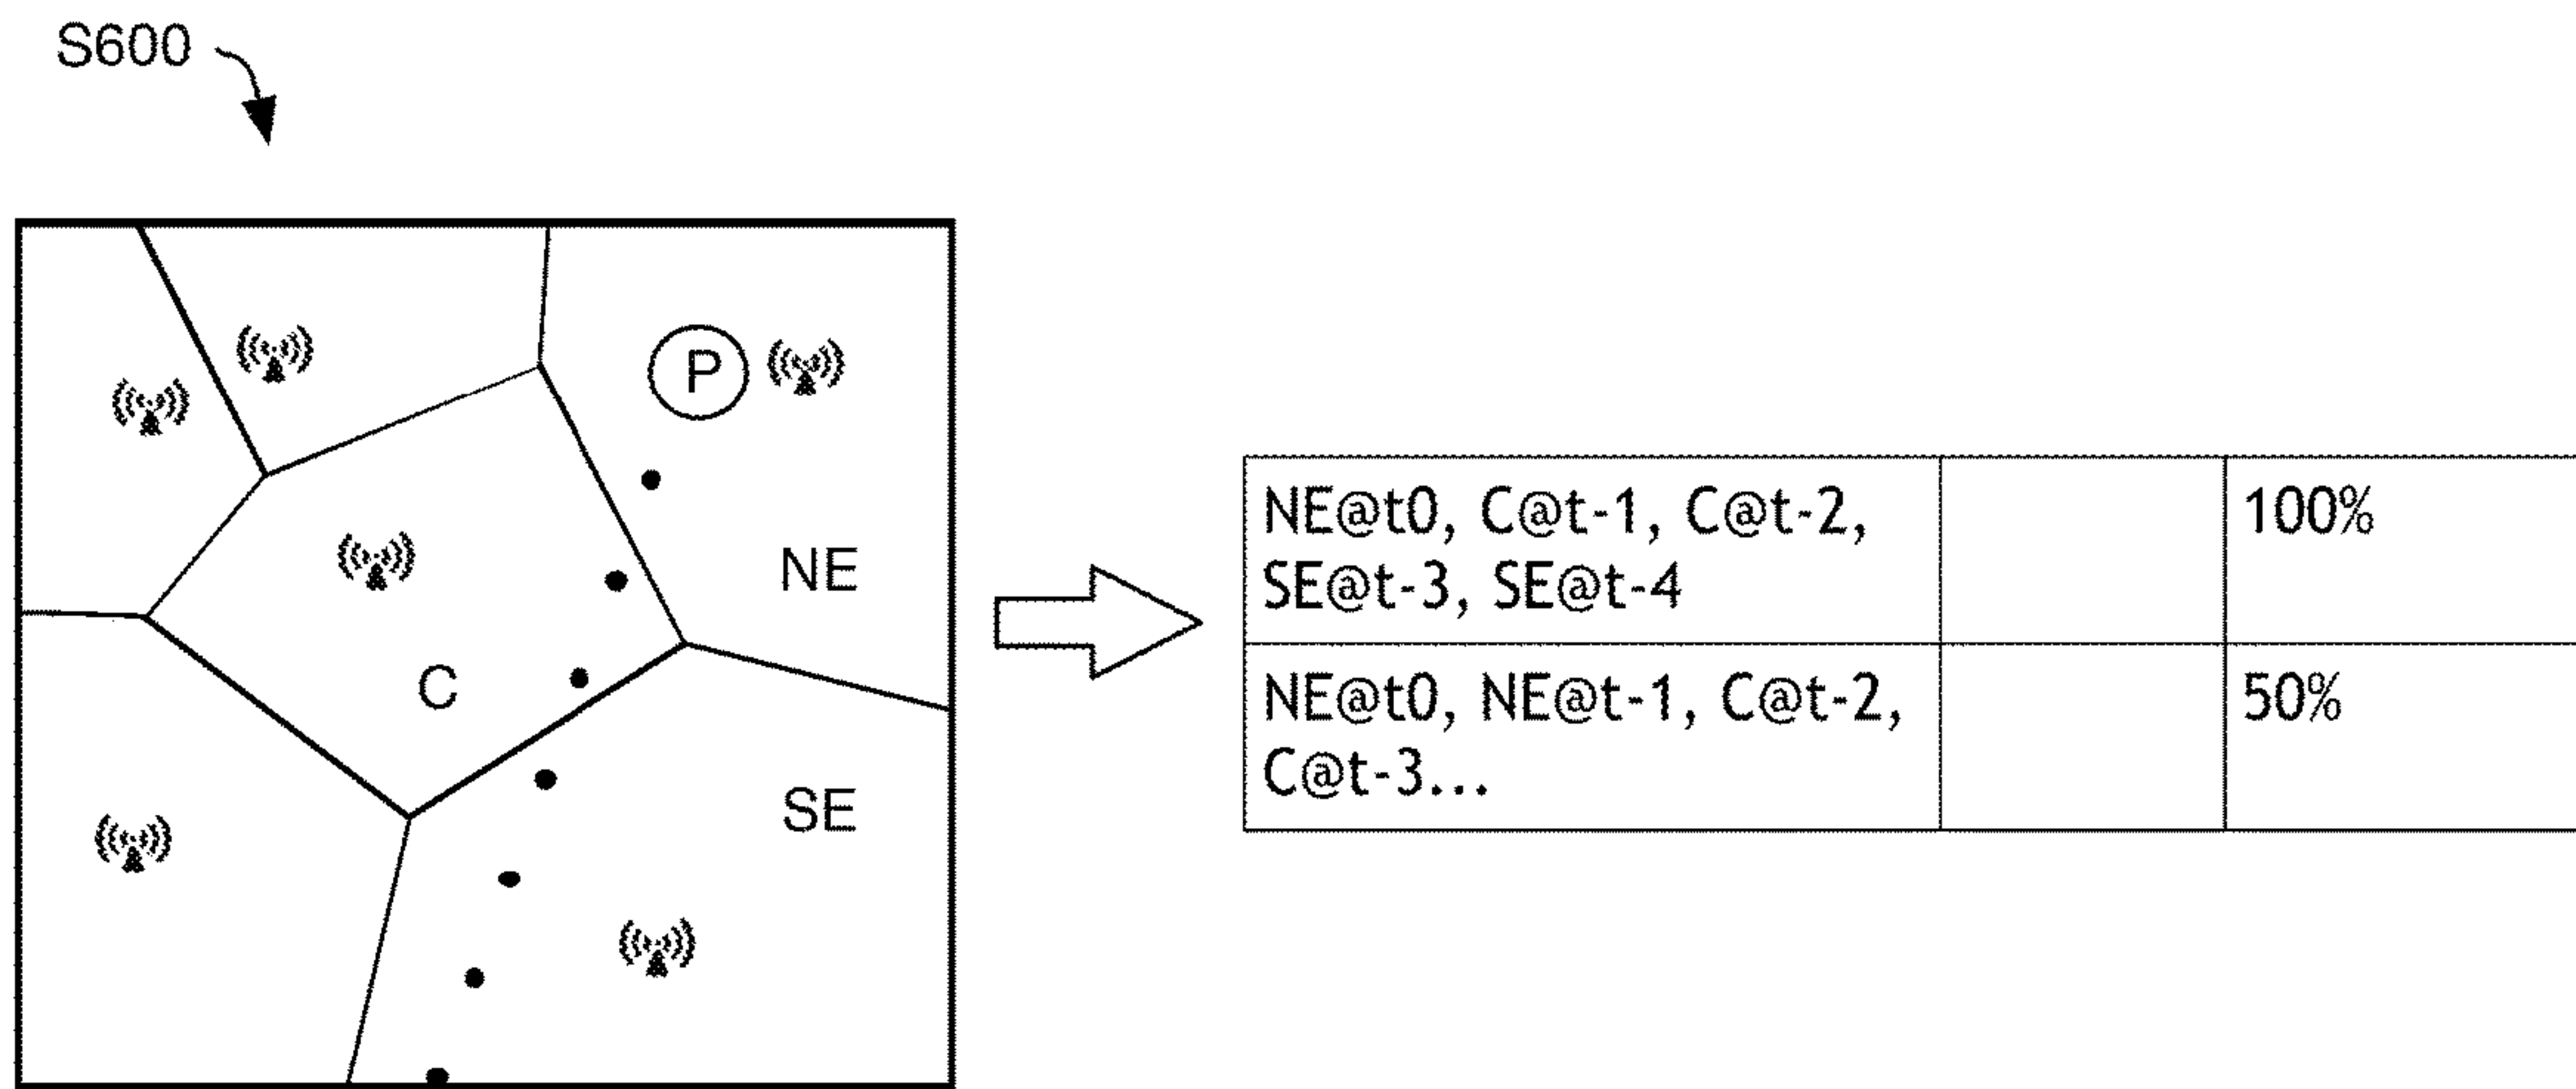 S600
P
NE
C
SE
NE@t0, C@t-1, C@t-2,
SE@t-3, SE@t-4
100%
NE@t0, NE@t-1, C@t-2,
C@t-3...
50%